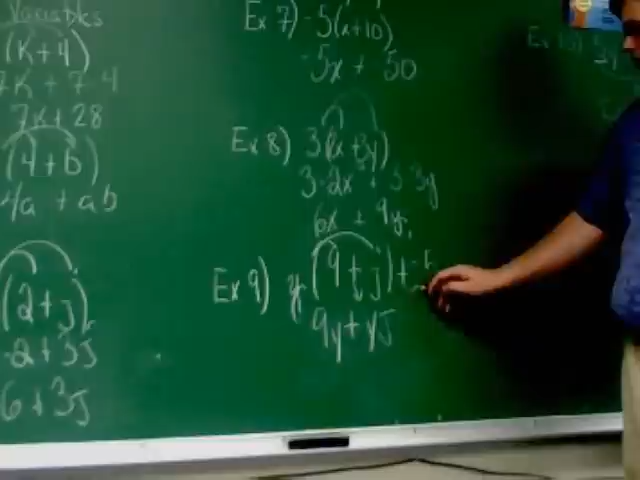 Variables
(K+4)
7K + 7·4
7K + 28
(4+b)
4a + ab
(2+j)
·2 + 3j
6+3j
Ex 7) -5(x+10)
-5x + 50
Ex 8) 3(2x+3y)
3·2x + 3·3y
6x + 9y
Ex 9) y(9+j)+
9y+yj
Ex